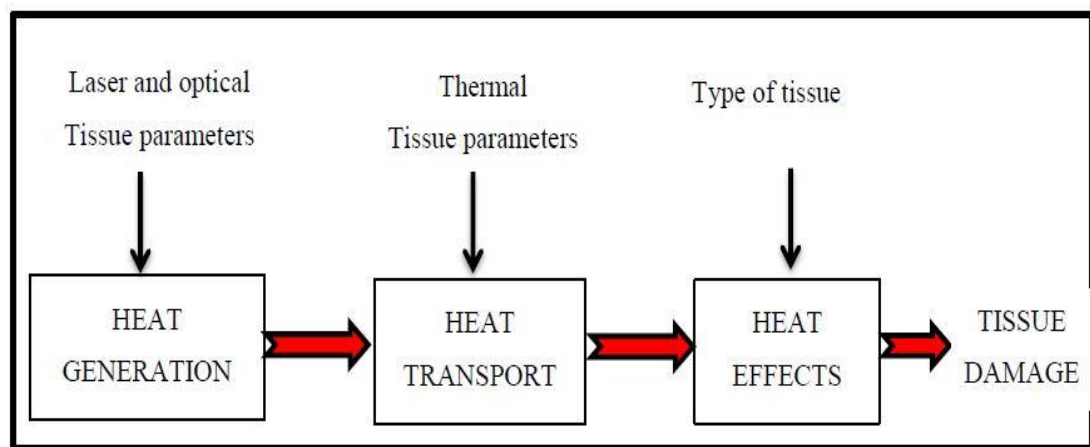 Laser and optical
Tissue parameters
Thermal
Tissue parameters
Type of tissue
HEAT
GENERATION
HEAT
TRANSPORT
HEAT
EFFECTS
TISSUE
DAMAGE